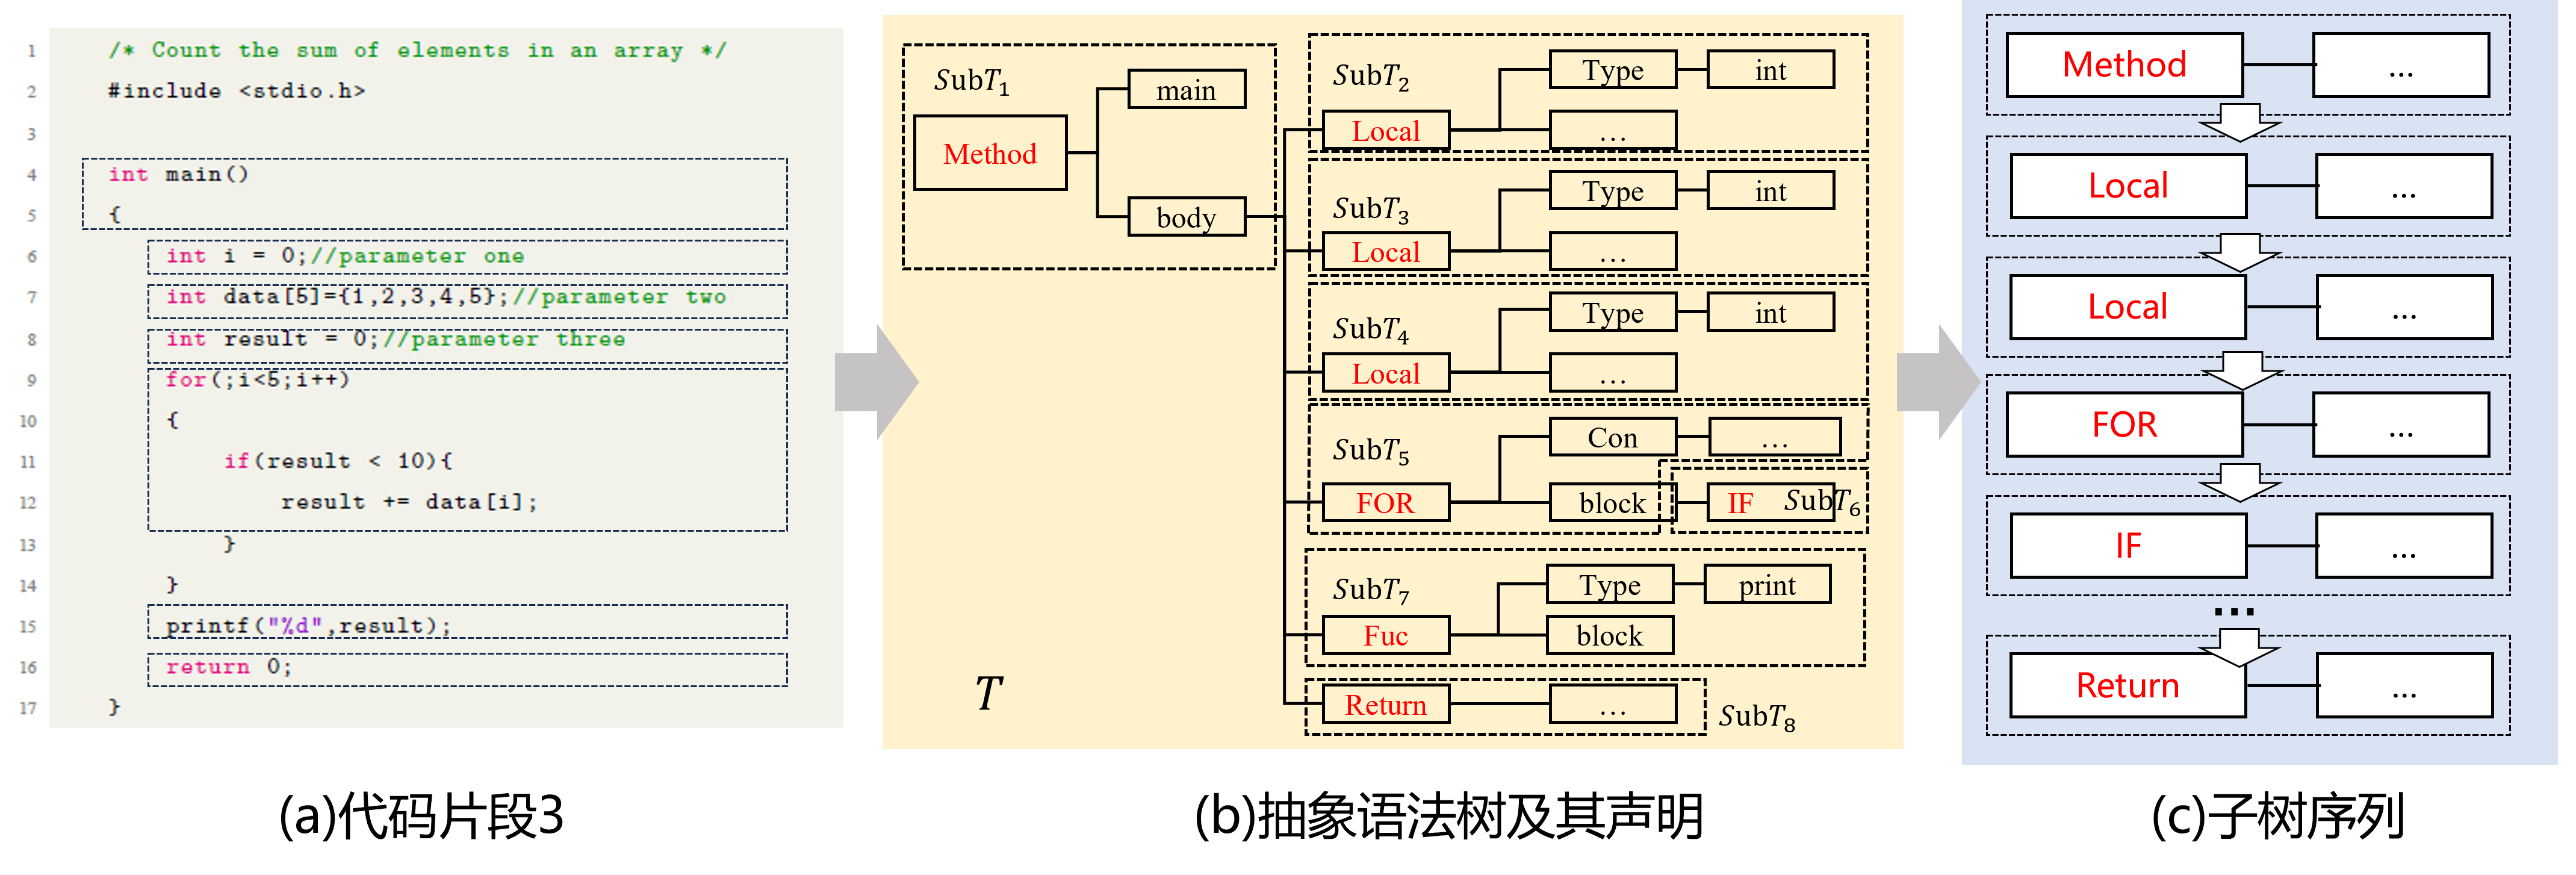 1 /* Count the sum of elements in an array */
2 #include <stdio.h>
3
4 int main()
5 {
6 int i = 0;//parameter one
7 int data[5]={1,2,3,4,5};//parameter two
8 int result = 0;//parameter three
9 for(;i<5;i++)
10 {
11 if(result < 10){
12 result += data[i];
13 }
14 }
15 printf("%d",result);
16 return 0;
17 }
(a)代码片段3
SubT1
Method
main
body
SubT2
Type
int
Local
...
SubT3
Type
int
Local
...
SubT4
Type
int
Local
...
SubT5
Con
...
FOR
block
IF
SubT6
SubT7
Type
print
Fuc
block
Return
...
SubT8
T
(b)抽象语法树及其声明
Method
...
Local
...
Local
...
FOR
...
IF
...
...
Return
...
(c)子树序列